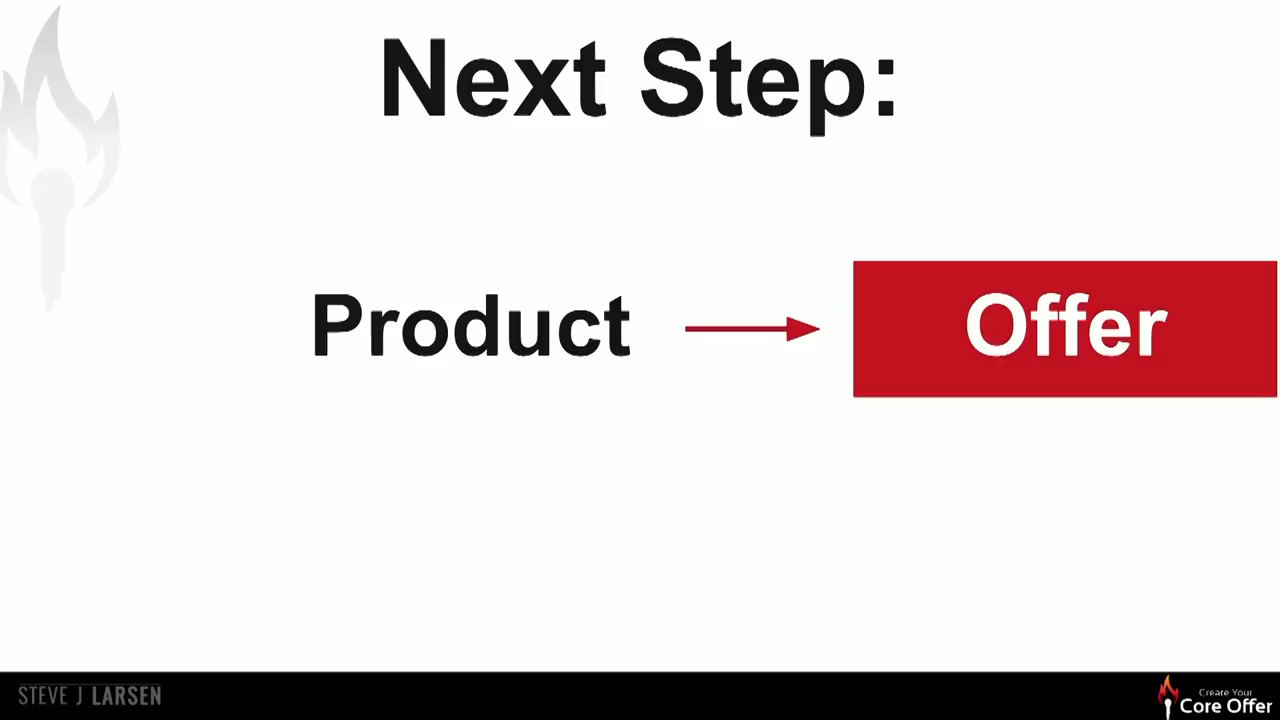 Next Step:
Product
Offer
STEVE J LARSEN
Create Your
Core Offer